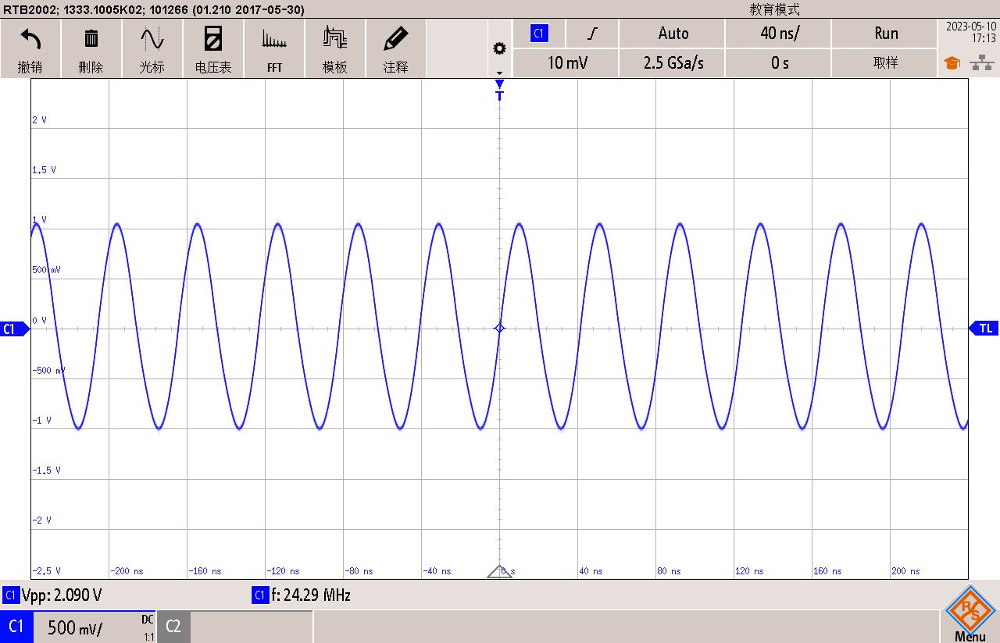 RTB2002; 1333.1005K02; 101266 (01.210 2017-05-30)
教育模式
撤销
删除
光标
电压表
FFT
模板
注释
C1
Auto
40 ns/
Run
10 mV
2.5 GSa/s
0 s
取样
2023-05-10
17:13
T
2 V
1.5 V
1 V
500 mV
0 V
C1
TL
-500 mV
-1 V
-1.5 V
-2 V
-2.5 V
-200 ns
-160 ns
-120 ns
-80 ns
-40 ns
0 s
40 ns
80 ns
120 ns
160 ns
200 ns
C1 Vpp: 2.090 V
C1 f: 24.29 MHz
C1
500 mV/
DC
1:1
C2
R S
Menu